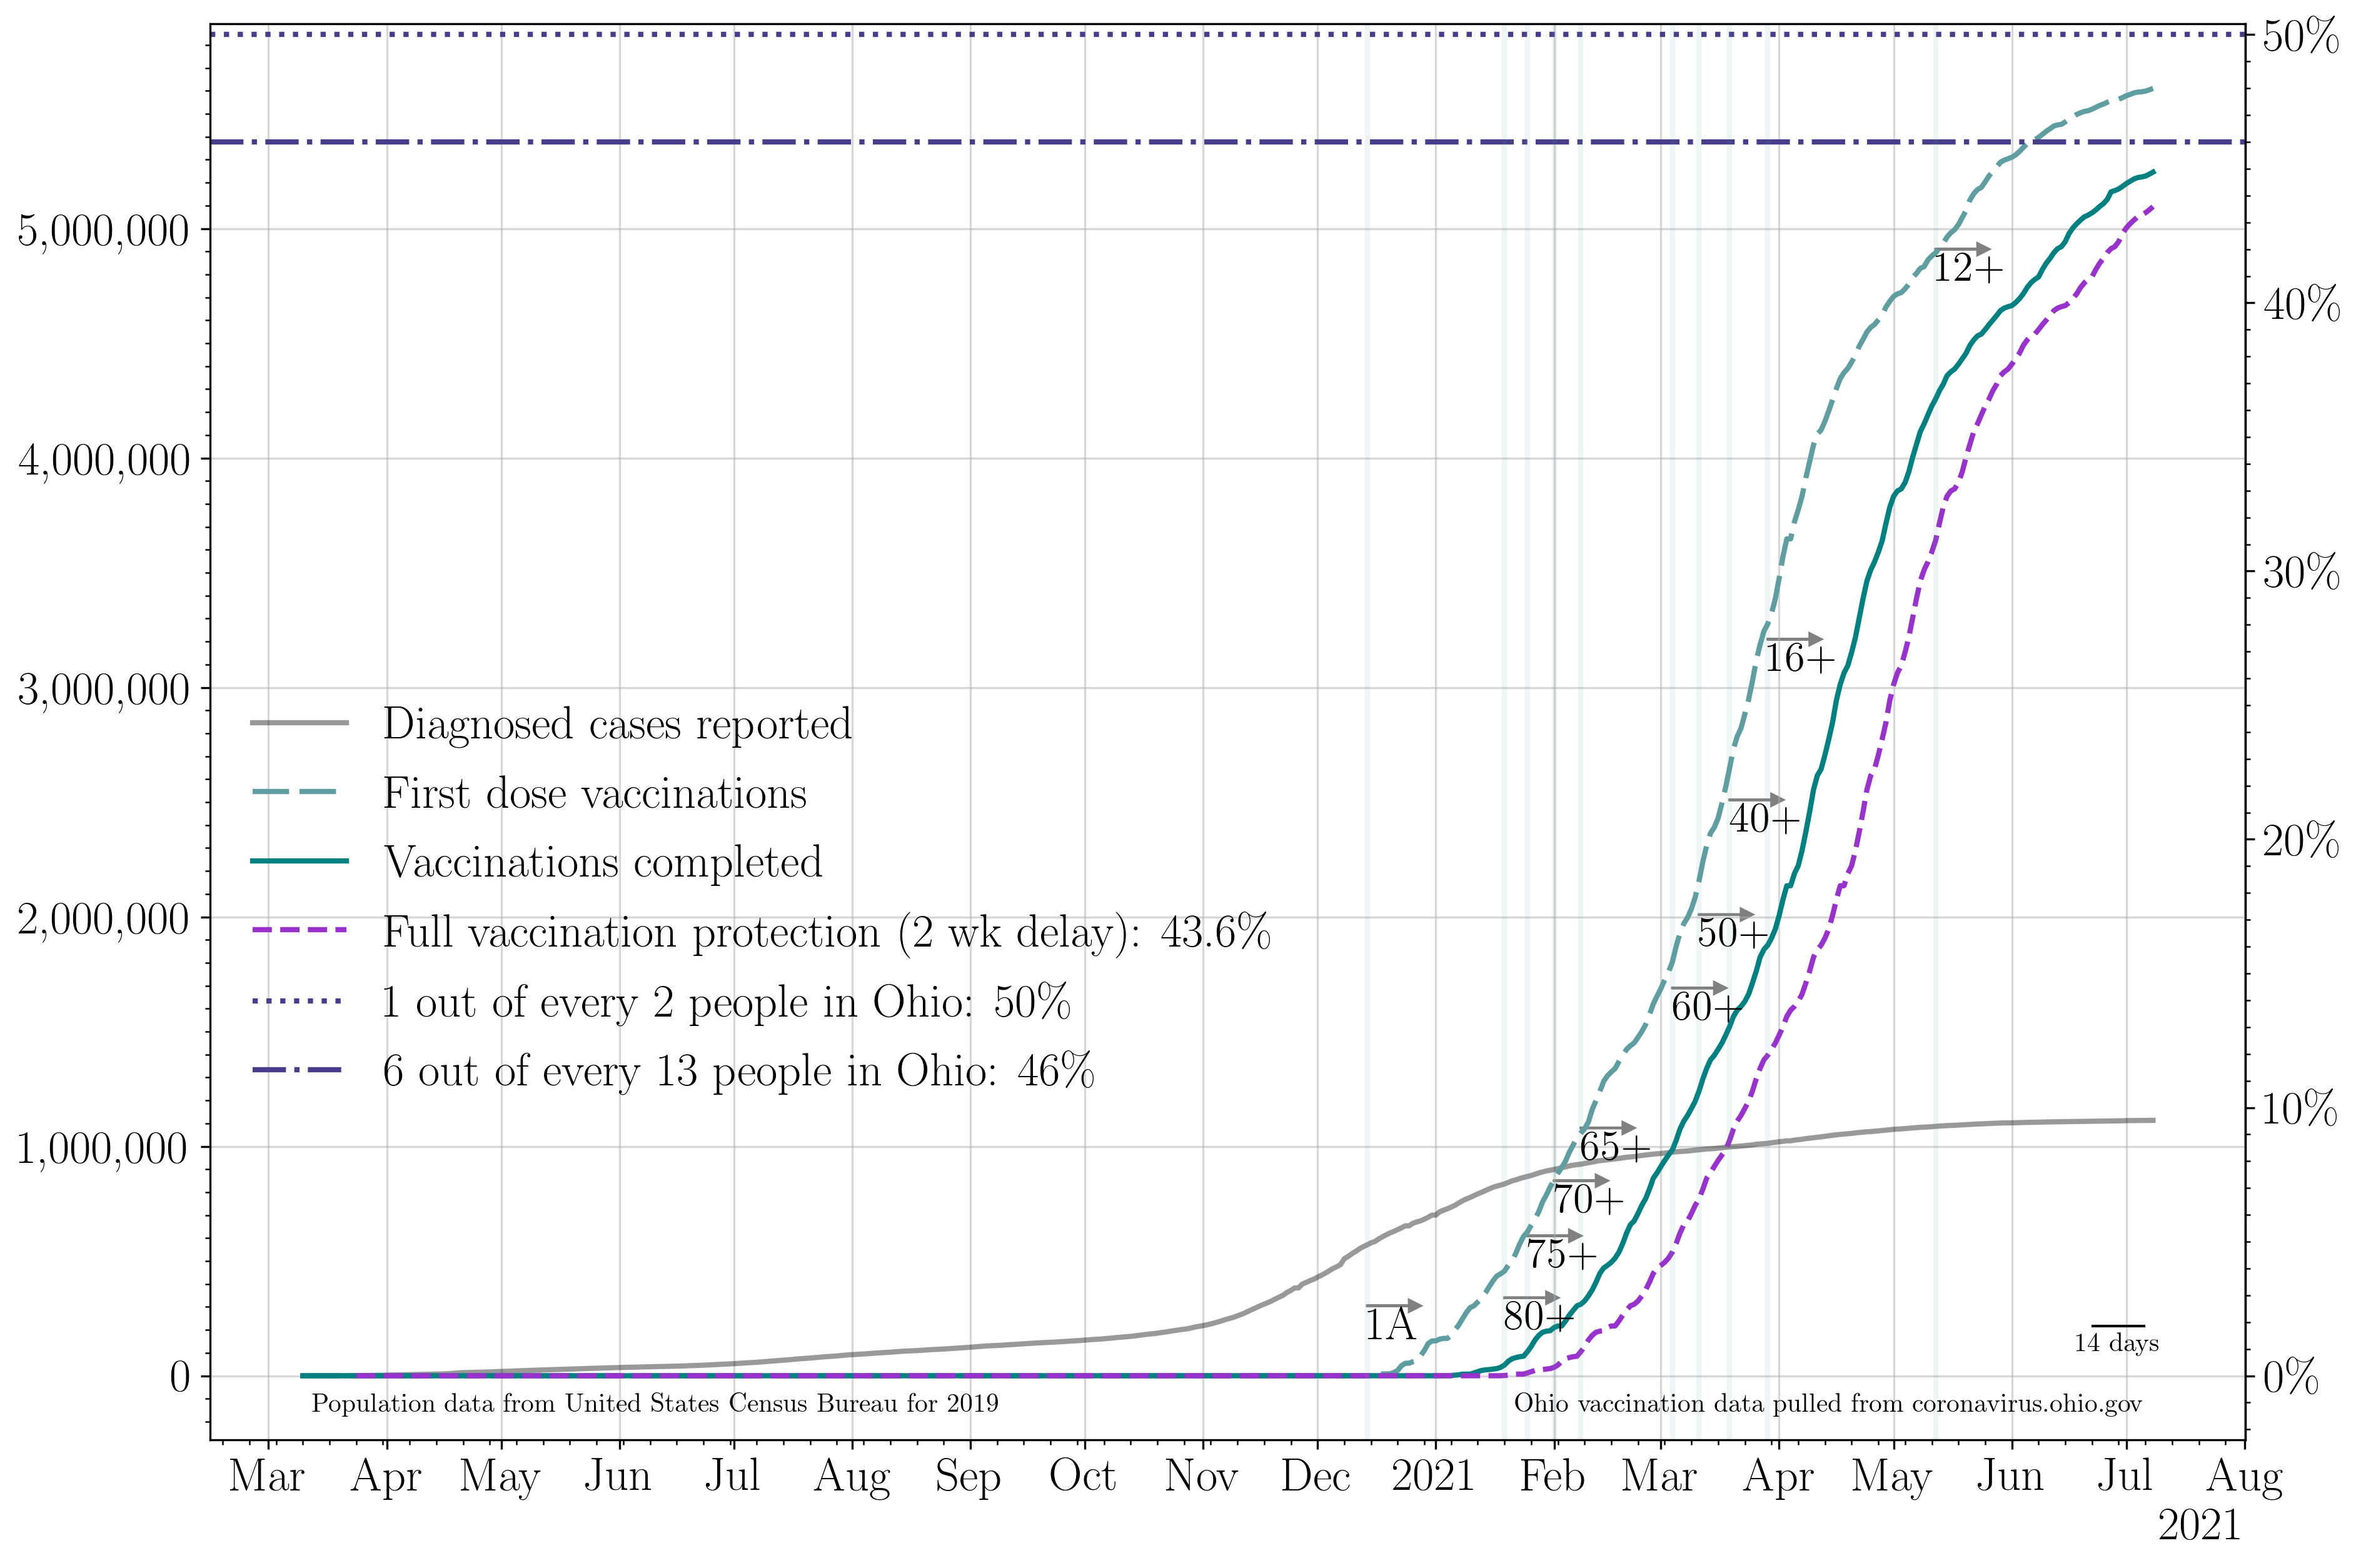 50%
5,000,000
12+
40%
4,000,000
30%
16+
3,000,000
Diagnosed cases reported
First dose vaccinations
40+
20%
Vaccinations completed
2,000,000
Full vaccination protection (2 wk delay): 43.6%
50+
1 out of every 2 people in Ohio: 50%
60+
6 out of every 13 people in Ohio: 46%
10%
1,000,000
65+
70+
75+
1A
80+
14 days
0
0%
Population data from United States Census Bureau for 2019
Ohio vaccination data pulled from coronavirus.ohio.gov
Mar Apr May Jun Jul Aug Sep Oct Nov Dec 2021 Feb Mar Apr May Jun Jul Aug
2021